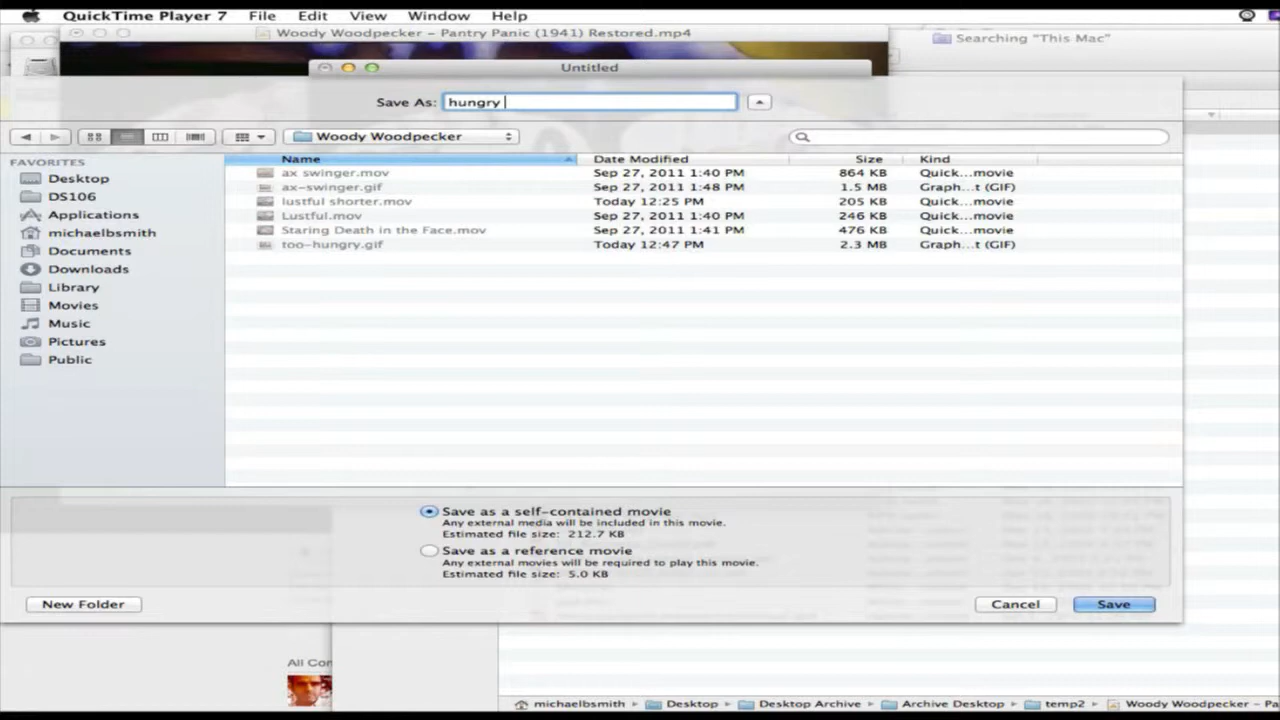 QuickTime Player 7 File Edit View Window Help
Woody Woodpecker - Pantry Panic (1941) Restored.mp4
Searching "This Mac"
Untitled
Save As: hungry
Woody Woodpecker
FAVORITES
Desktop
DS106
Applications
michaelbsmith
Documents
Downloads
Library
Movies
Music
Pictures
Public
Name Date Modified Size Kind
ax swinger.mov Sep 27, 2011 1:40 PM 864 KB Quick...movie
ax-swinger.gif Sep 27, 2011 1:48 PM 1.5 MB Graph...t (GIF)
lustful shorter.mov Today 12:25 PM 205 KB Quick...movie
Lustful.mov Sep 27, 2011 1:40 PM 246 KB Quick...movie
Staring Death in the Face.mov Sep 27, 2011 1:41 PM 476 KB Quick...movie
too-hungry.gif Today 12:47 PM 2.3 MB Graph...t (GIF)
Save as a self-contained movie
Any external media will be included in this movie.
Estimated file size: 212.7 KB
Save as a reference movie
Any external movies will be required to play this movie.
Estimated file size: 5.0 KB
New Folder Cancel Save
All Con
michaelbsmith Desktop Desktop Archive Archive Desktop temp2 Woody Woodpecker - Pa